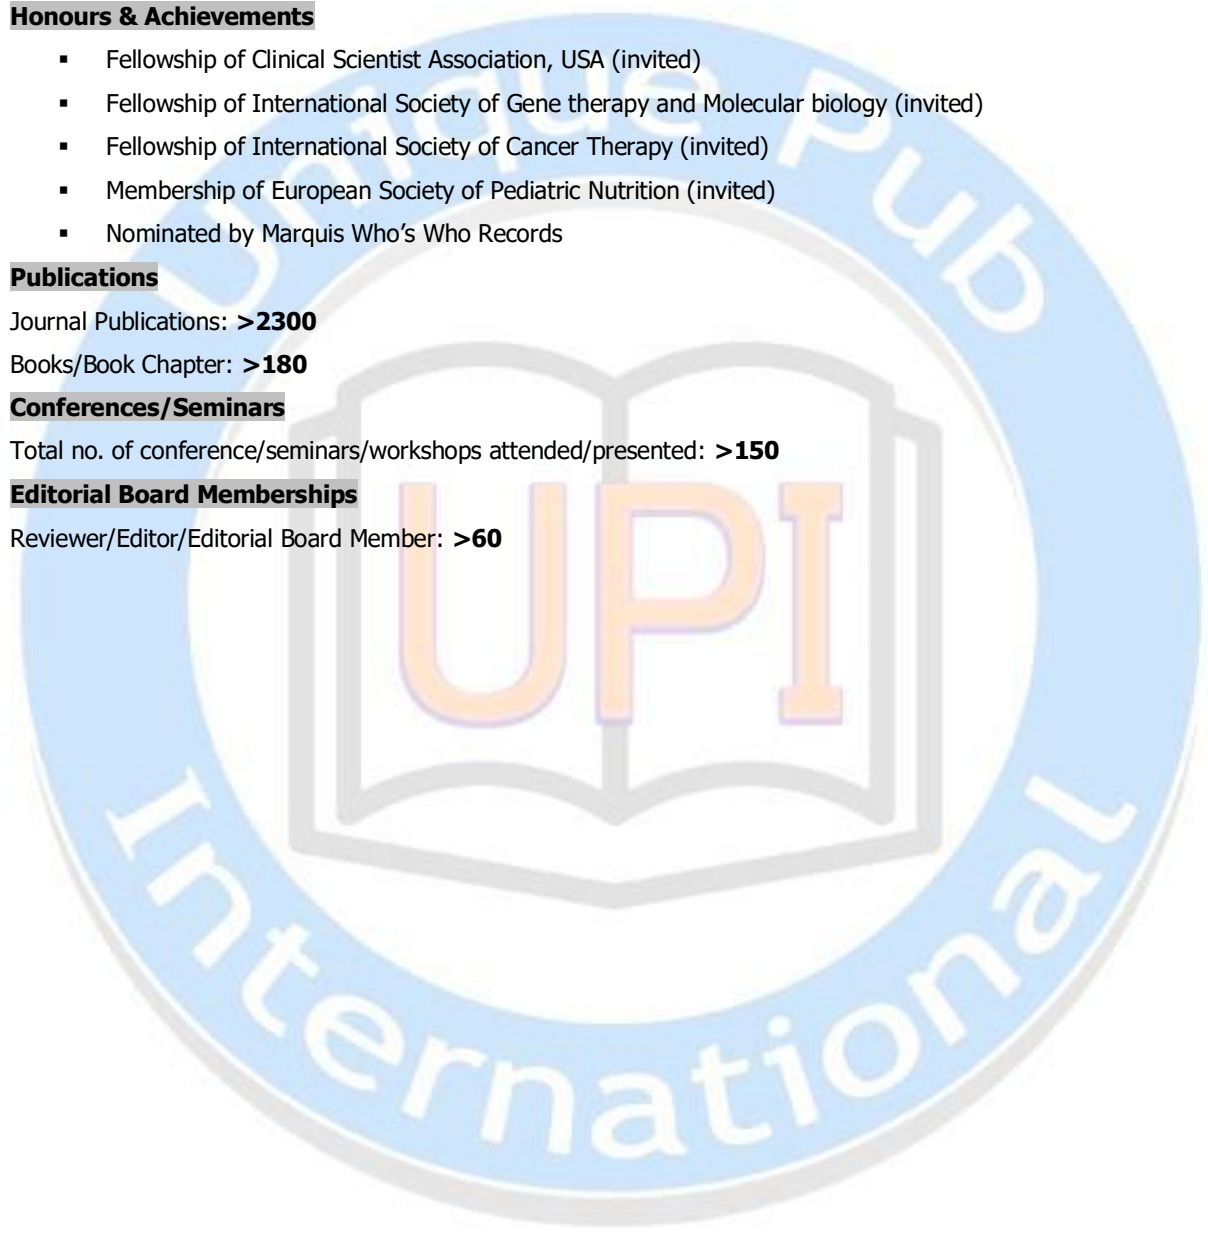 Honours & Achievements
▪ Fellowship of Clinical Scientist Association, USA (invited)
▪ Fellowship of International Society of Gene therapy and Molecular biology (invited)
▪ Fellowship of International Society of Cancer Therapy (invited)
▪ Membership of European Society of Pediatric Nutrition (invited)
▪ Nominated by Marquis Who’s Who Records
Publications
Journal Publications: >2300
Books/Book Chapter: >180
Conferences/Seminars
Total no. of conference/seminars/workshops attended/presented: >150
Editorial Board Memberships
Reviewer/Editor/Editorial Board Member: >60
Unique Pub
UPI
International